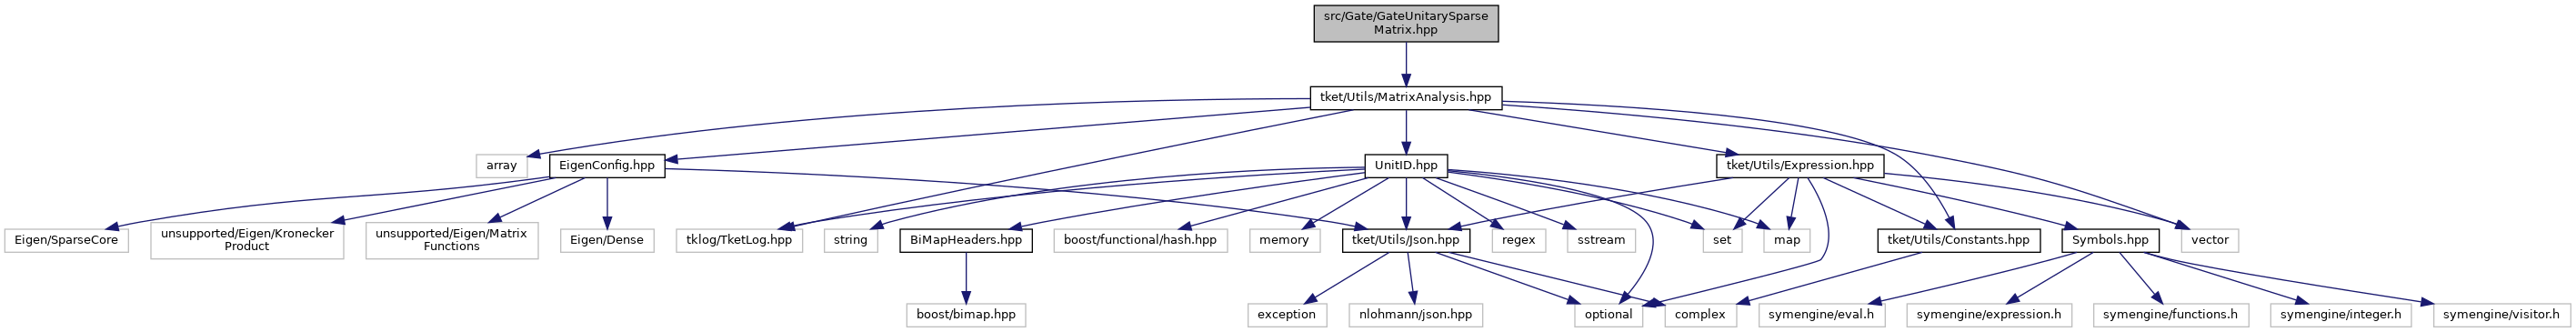 src/Gate/GateUnitarySparse
Matrix.hpp
tket/Utils/MatrixAnalysis.hpp
array
EigenConfig.hpp
UnitID.hpp
tket/Utils/Expression.hpp
Eigen/SparseCore
unsupported/Eigen/Kronecker
Product
unsupported/Eigen/Matrix
Functions
Eigen/Dense
tklog/TketLog.hpp
string
BiMapHeaders.hpp
boost/functional/hash.hpp
memory
tket/Utils/Json.hpp
regex
sstream
set
map
tket/Utils/Constants.hpp
Symbols.hpp
vector
boost/bimap.hpp
exception
nlohmann/json.hpp
optional
complex
symengine/eval.h
symengine/expression.h
symengine/functions.h
symengine/integer.h
symengine/visitor.h